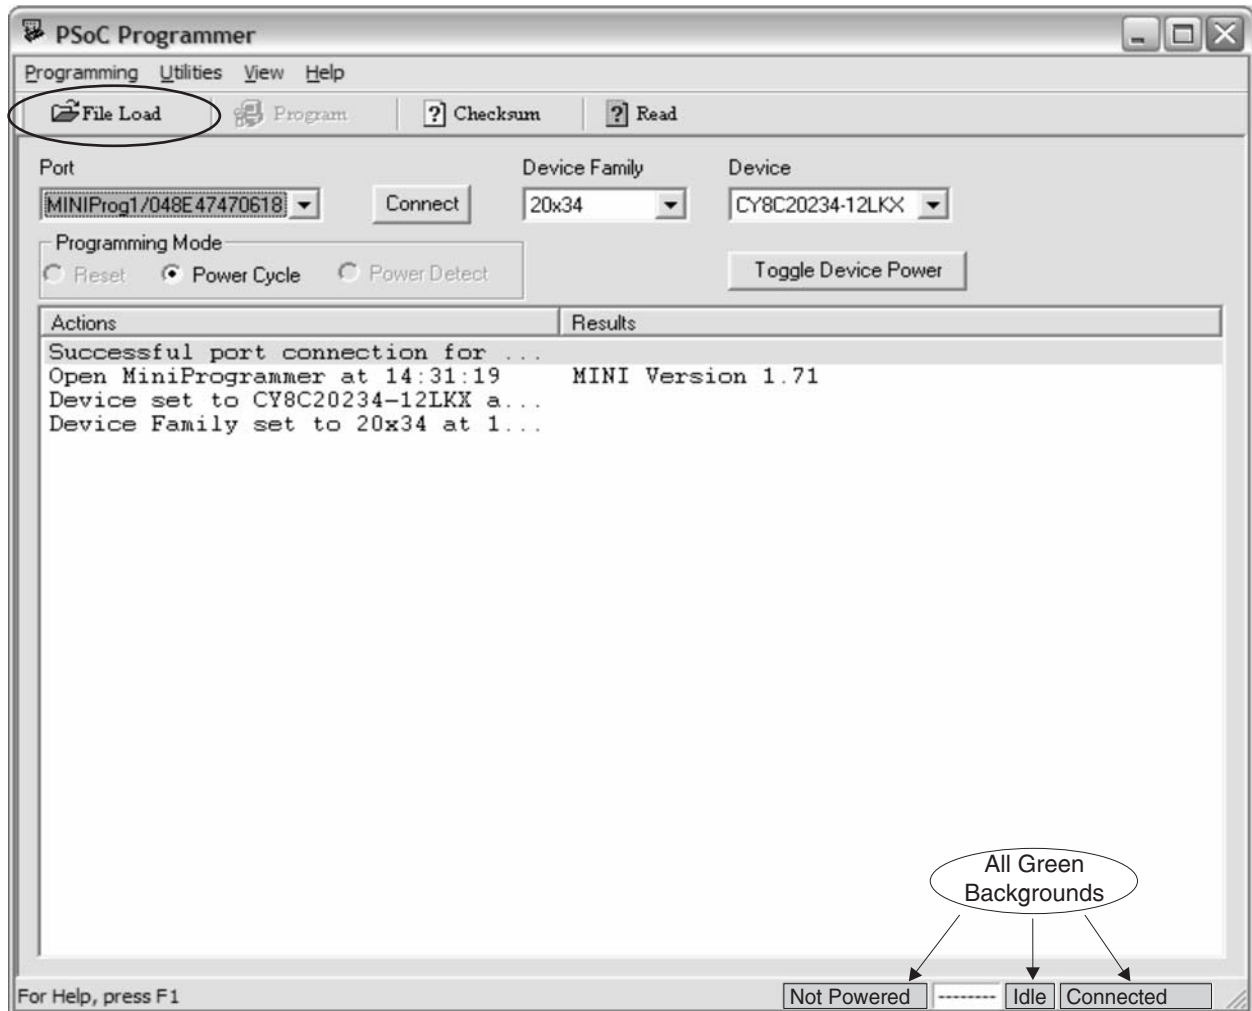 PSoC Programmer
Programming Utilities View Help
File Load Program Checksum Read
Port Device Family Device
MINIProg1/048E47470618 Connect 20x34 CY8C20234-12LKX
Programming Mode
Reset Power Cycle Power Detect Toggle Device Power
Actions Results
Successful port connection for ...
Open MiniProgrammer at 14:31:19 MINI Version 1.71
Device set to CY8C20234-12LKX a...
Device Family set to 20x34 at 1...
All Green
Backgrounds
For Help, press F1 Not Powered -------- Idle Connected